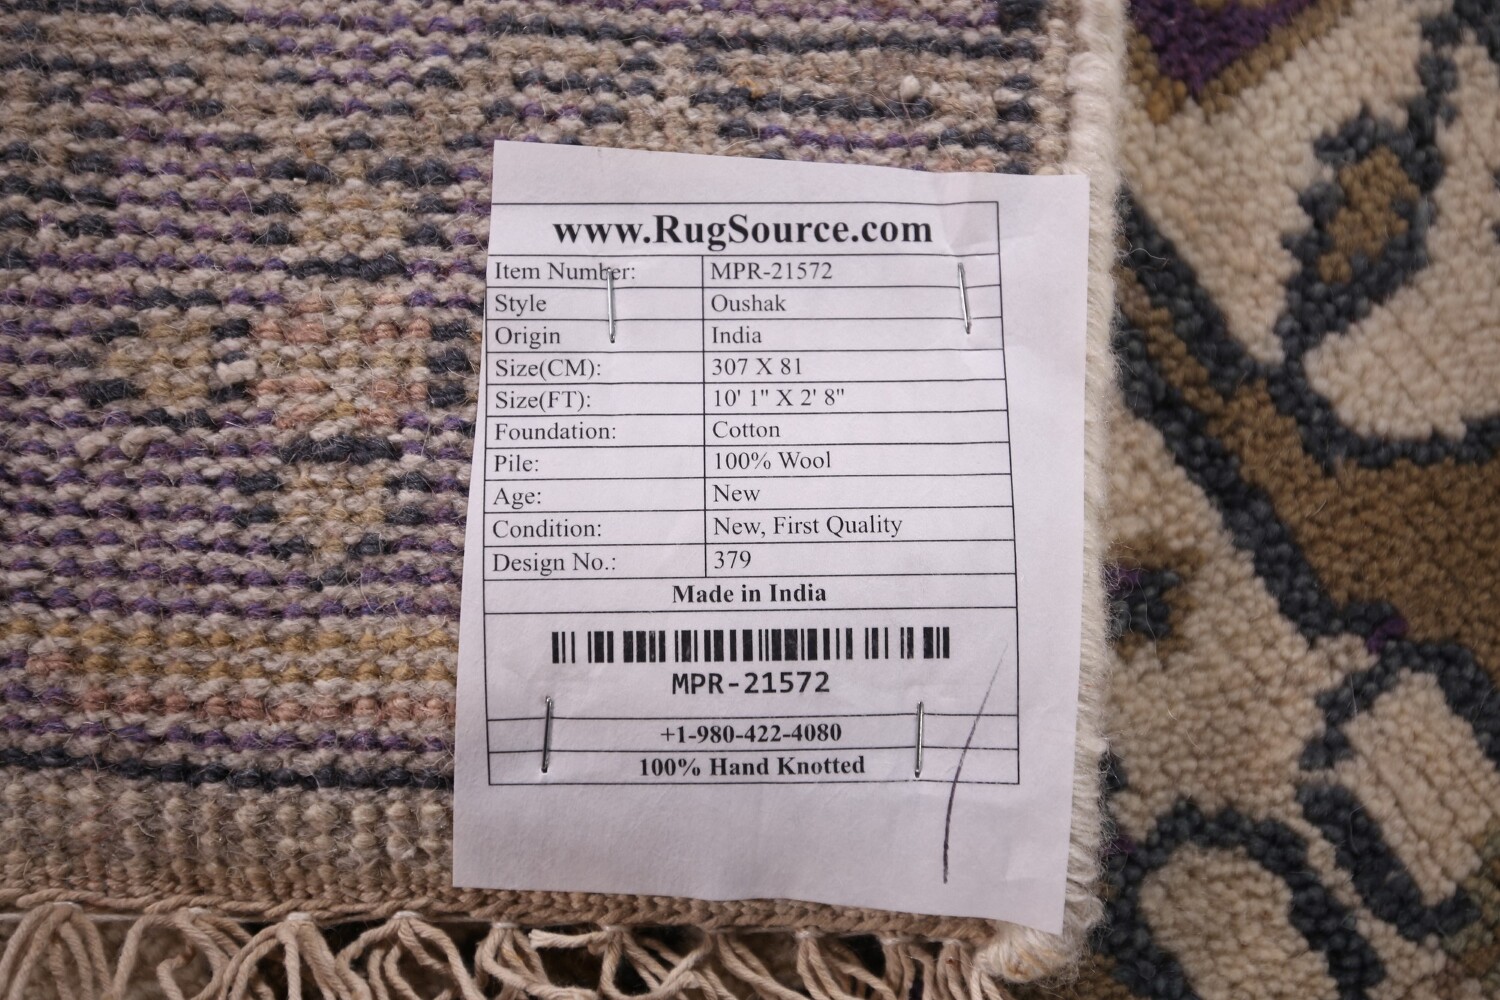 www.RugSource.com
Item Number: MPR-21572
Style Oushak
Origin India
Size(CM): 307 X 81
Size(FT): 10' 1" X 2' 8"
Foundation: Cotton
Pile: 100% Wool
Age: New
Condition: New, First Quality
Design No.: 379
Made in India
MPR-21572
+1-980-422-4080
100% Hand Knotted